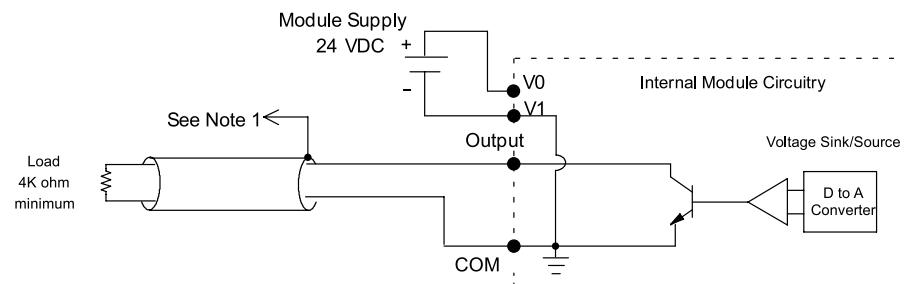 Module Supply
24 VDC
+
−
V0
V1
Internal Module Circuitry
See Note 1
Output
Voltage Sink/Source
Load
4K ohm
minimum
D to A
Converter
COM